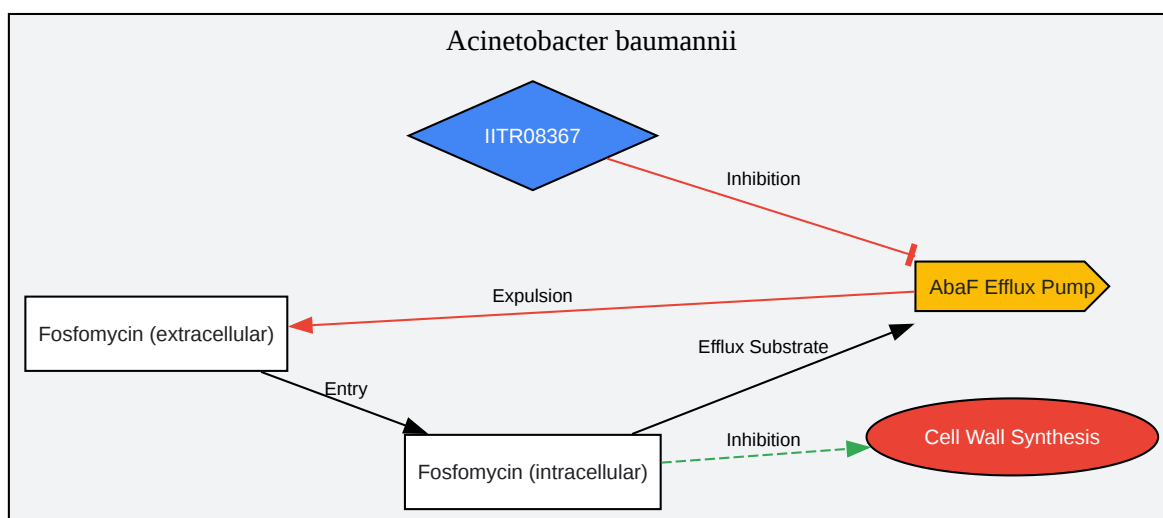 Acinetobacter baumannii
IITR08367
Inhibition
AbaF Efflux Pump
Expulsion
Fosfomycin (extracellular)
Efflux Substrate
Entry
Inhibition
Cell Wall Synthesis
Fosfomycin (intracellular)